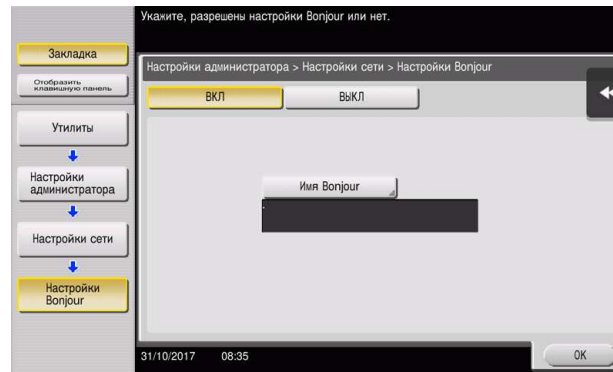 Укажите, разрешены настройки Bonjour или нет.
Закладка
Отобразить
клавишную панель
Утилиты
Настройки
администратора
Настройки сети
Настройки
Bonjour
Настройки администратора > Настройки сети > Настройки Bonjour
ВКЛ
ВЫКЛ
Имя Bonjour
31/10/2017 08:35
OK